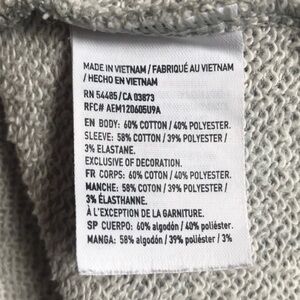 MADE IN VIETNAM / FABRIQUÉ AU VIETNAM
/ HECHO EN VIETNAM
RN 54485 / CA 03873
RFC# AEM120605U9A
EN BODY: 60% COTTON / 40% POLYESTER.
SLEEVE: 58% COTTON / 39% POLYESTER /
3% ELASTANE.
EXCLUSIVE OF DECORATION.
FR CORPS: 60% COTON / 40% POLYESTER.
MANCHE: 58% COTON / 39% POLYESTER /
3% ÉLASTHANNE.
À L'EXCEPTION DE LA GARNITURE.
SP CUERPO: 60% algodón / 40% poliéster.
MANGA: 58% algodón / 39% poliéster / 3%